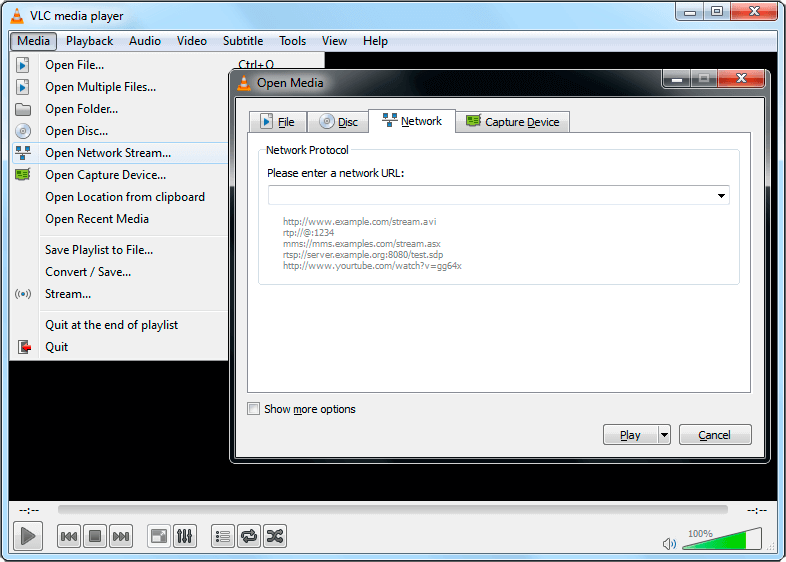 VLC media player
Media Playback Audio Video Subtitle Tools View Help
Open File... Ctrl+O
Open Multiple Files...
Open Folder...
Open Disc...
Open Network Stream...
Open Capture Device...
Open Location from clipboard
Open Recent Media
Save Playlist to File...
Convert / Save...
Stream...
Quit at the end of playlist
Quit
Open Media
File Disc Network Capture Device
Network Protocol
Please enter a network URL:
http://www.example.com/stream.avi
rtp://@:1234
mms://mms.examples.com/stream.asx
rtsp://server.example.org:8080/test.sdp
http://www.yourtube.com/watch?v=gg64x
Show more options
Play Cancel
--:-- --:--
100%